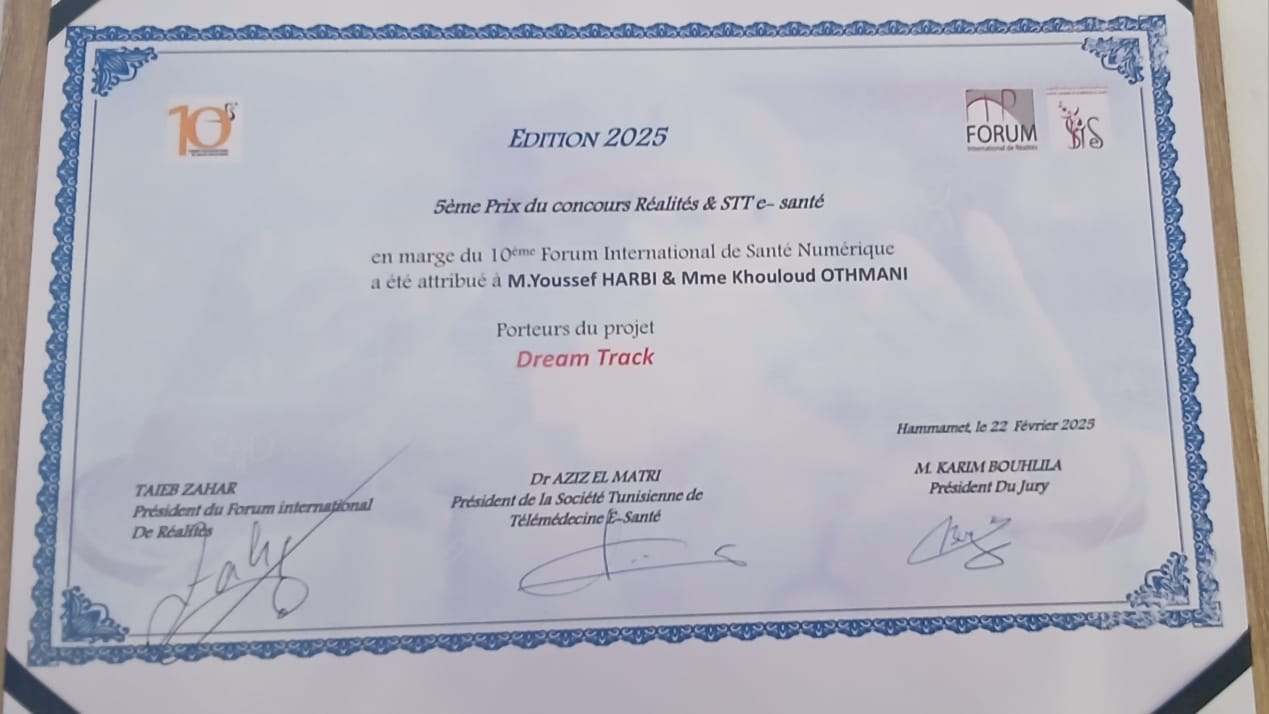 10
EDITION 2025
FORUM
International de Réalités
5ème Prix du concours Réalités & STT e- santé
en marge du 10ème Forum International de Santé Numérique
a été attribué à M.Youssef HARBI & Mme Khouloud OTHMANI
Porteurs du projet
Dream Track
Hammamet, le 22 Février 2025
TAIEB ZAHAR
Président du Forum international
De Réalités
Dr AZIZ EL MATRI
Président de la Société Tunisienne de
Télémédecine E-Santé
M. KARIM BOUHLILA
Président Du Jury